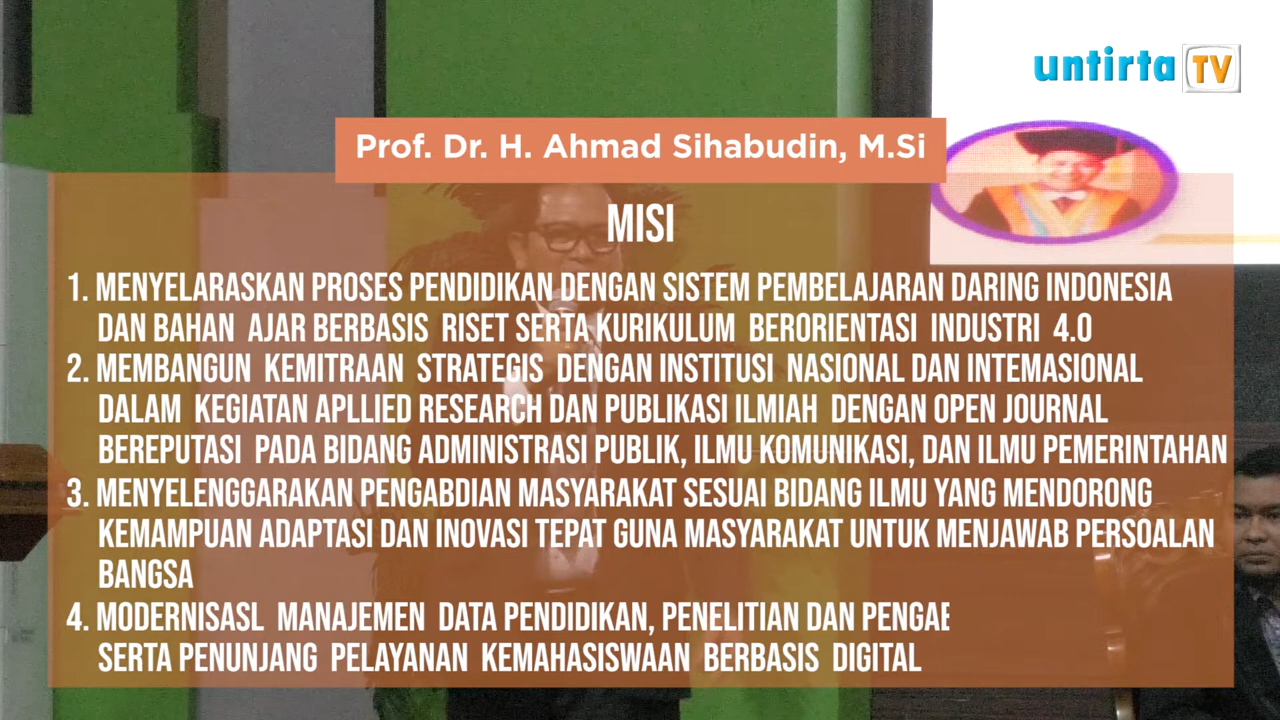 untirta TV
Prof. Dr. H. Ahmad Sihabudin, M.Si
MISI
1. MENYELARASKAN PROSES PENDIDIKAN DENGAN SISTEM PEMBELAJARAN DARING INDONESIA
DAN BAHAN AJAR BERBASIS RISET SERTA KURIKULUM BERORIENTASI INDUSTRI 4.0
2. MEMBANGUN KEMITRAAN STRATEGIS DENGAN INSTITUSI NASIONAL DAN INTEMASIONAL
DALAM KEGIATAN APLLIED RESEARCH DAN PUBLIKASI ILMIAH DENGAN OPEN JOURNAL
BEREPUTASI PADA BIDANG ADMINISTRASI PUBLIK, ILMU KOMUNIKASI, DAN ILMU PEMERINTAHAN
3. MENYELENGGARAKAN PENGABDIAN MASYARAKAT SESUAI BIDANG ILMU YANG MENDORONG
KEMAMPUAN ADAPTASI DAN INOVASI TEPAT GUNA MASYARAKAT UNTUK MENJAWAB PERSOALAN
BANGSA
4. MODERNISASL MANAJEMEN DATA PENDIDIKAN, PENELITIAN DAN
SERTA PENUNJANG PELAYANAN KEMAHASISWAAN BERBASIS DIGITAL